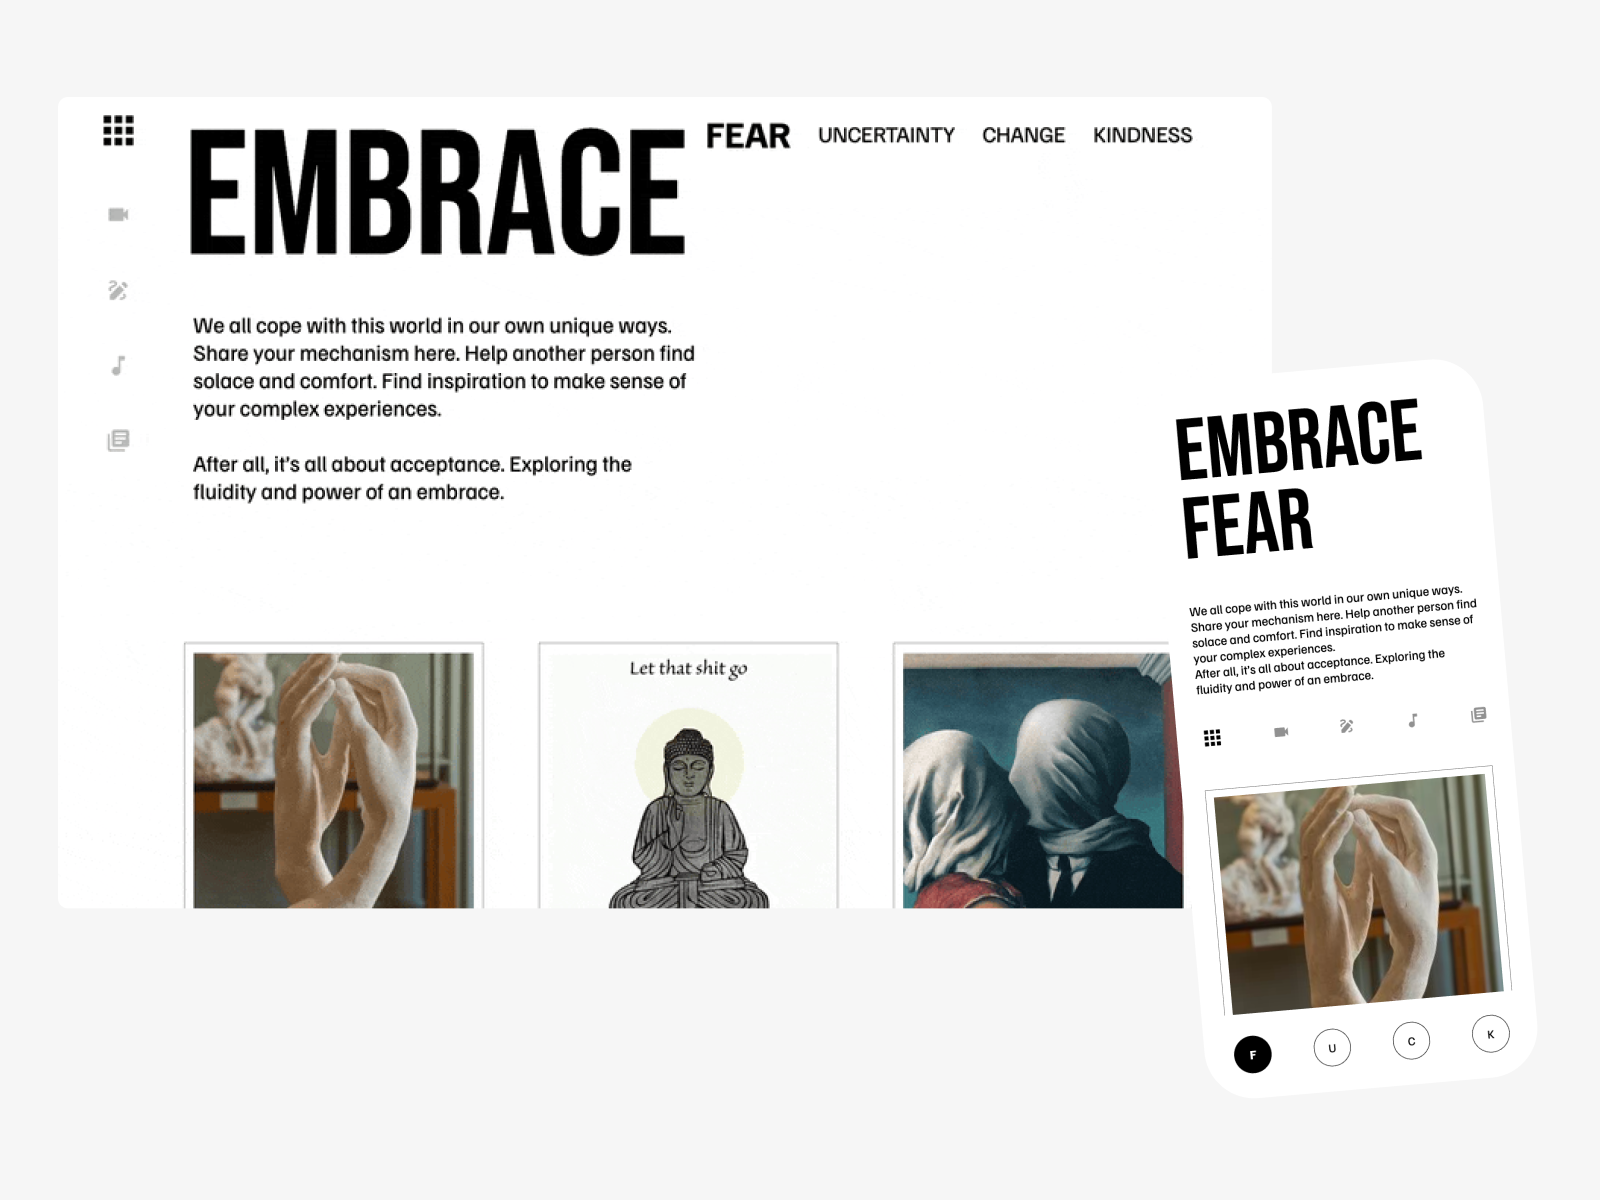 EMBRACE FEAR UNCERTAINTY CHANGE KINDNESS
We all cope with this world in our own unique ways.
Share your mechanism here. Help another person find
solace and comfort. Find inspiration to make sense of
your complex experiences.
After all, it's all about acceptance. Exploring the
fluidity and power of an embrace.
Let that shit go
EMBRACE
FEAR
We all cope with this world in our own unique ways.
Share your mechanism here. Help another person find
solace and comfort. Find inspiration to make sense of
your complex experiences.
After all, it's all about acceptance. Exploring the
fluidity and power of an embrace.
F U C K